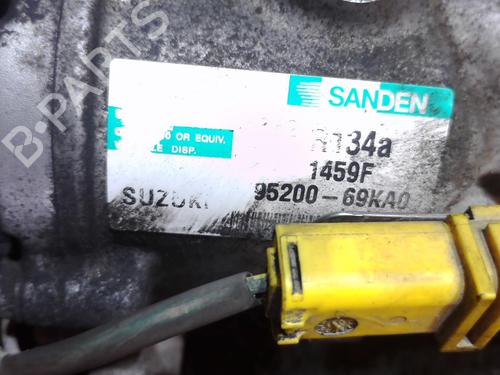 B-PARTS
SANDEN
R134a
OR EQUIV.
DISP.
1459F
SUZUKI 95200-69KA0